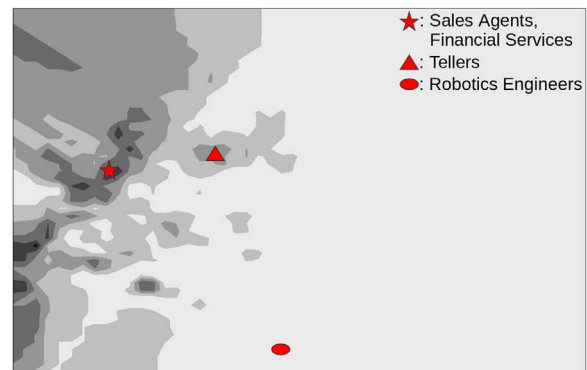 : Sales Agents,
Financial Services
: Tellers
: Robotics Engineers